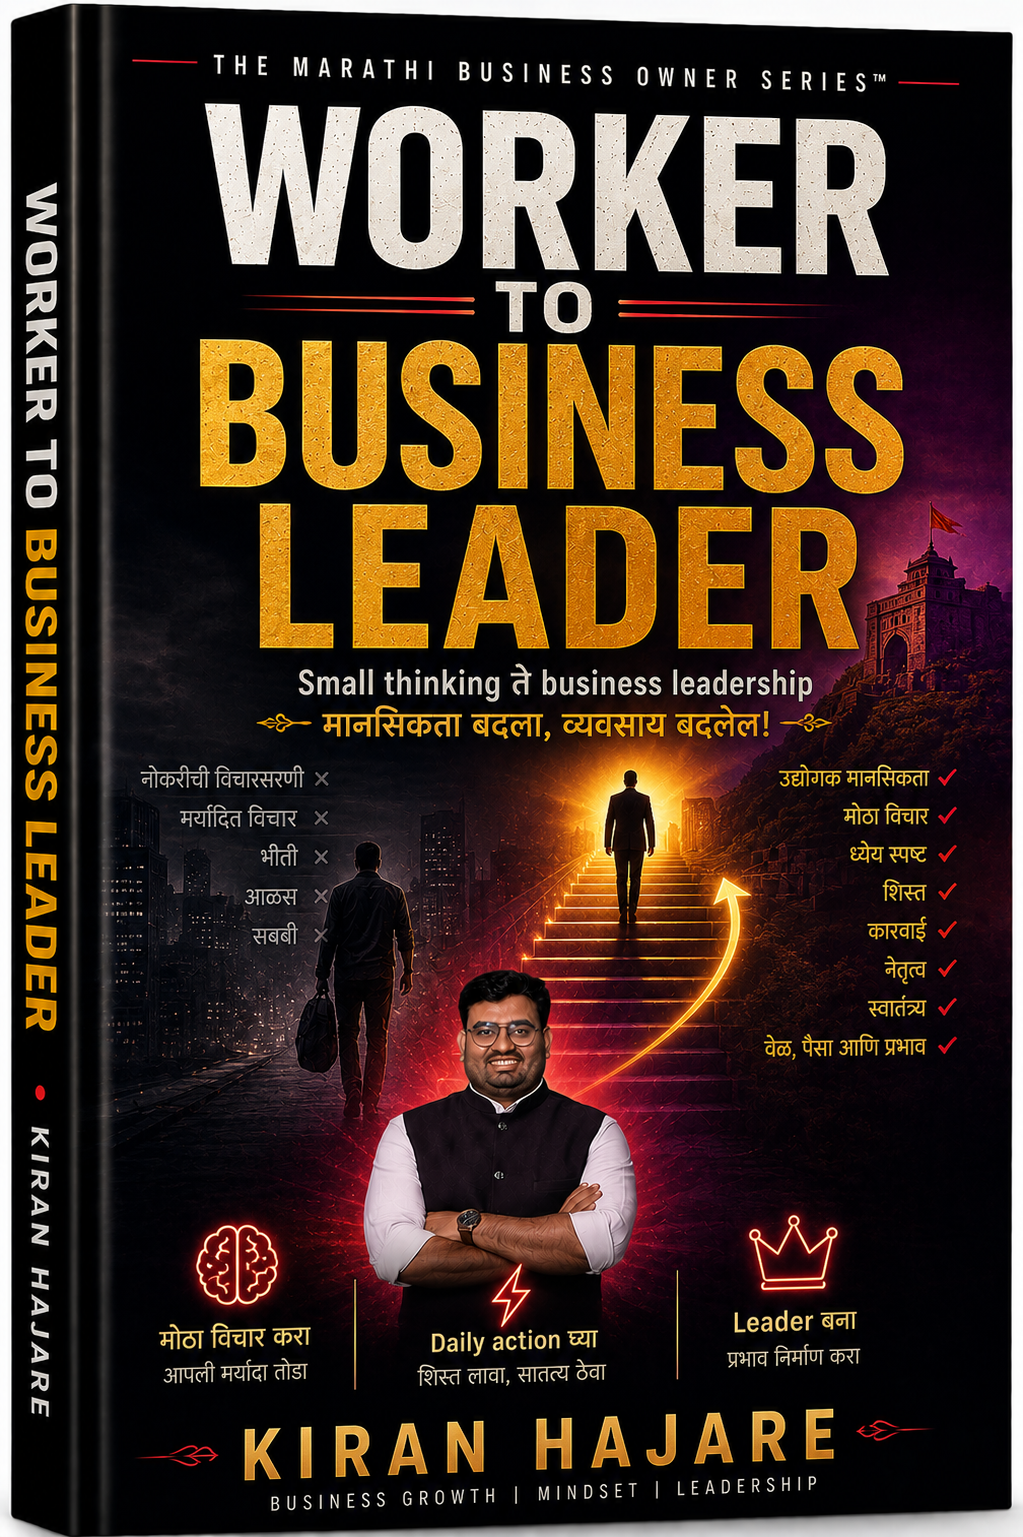 THE MARATHI BUSINESS OWNER SERIES™
WORKER
TO
BUSINESS
LEADER
Small thinking ते business leadership
मानसिकता बदला, व्यवसाय बदलेल!
नोकरीची विचारसरणी ×
मर्यादित विचार ×
भीती ×
आळस ×
सबबी ×
उद्योगक मानसिकता ✓
मोठा विचार ✓
ध्येय स्पष्ट ✓
शिस्त ✓
कारवाई ✓
नेतृत्व ✓
स्वातंत्र्य ✓
वेळ, पैसा आणि प्रभाव ✓
मोठा विचार करा
आपली मर्यादा तोडा
Daily action घ्या
शिस्त लावा, सातत्य ठेवा
Leader बना
प्रभाव निर्माण करा
KIRAN HAJARE
BUSINESS GROWTH | MINDSET | LEADERSHIP
WORKER TO BUSINESS LEADER • KIRAN HAJARE